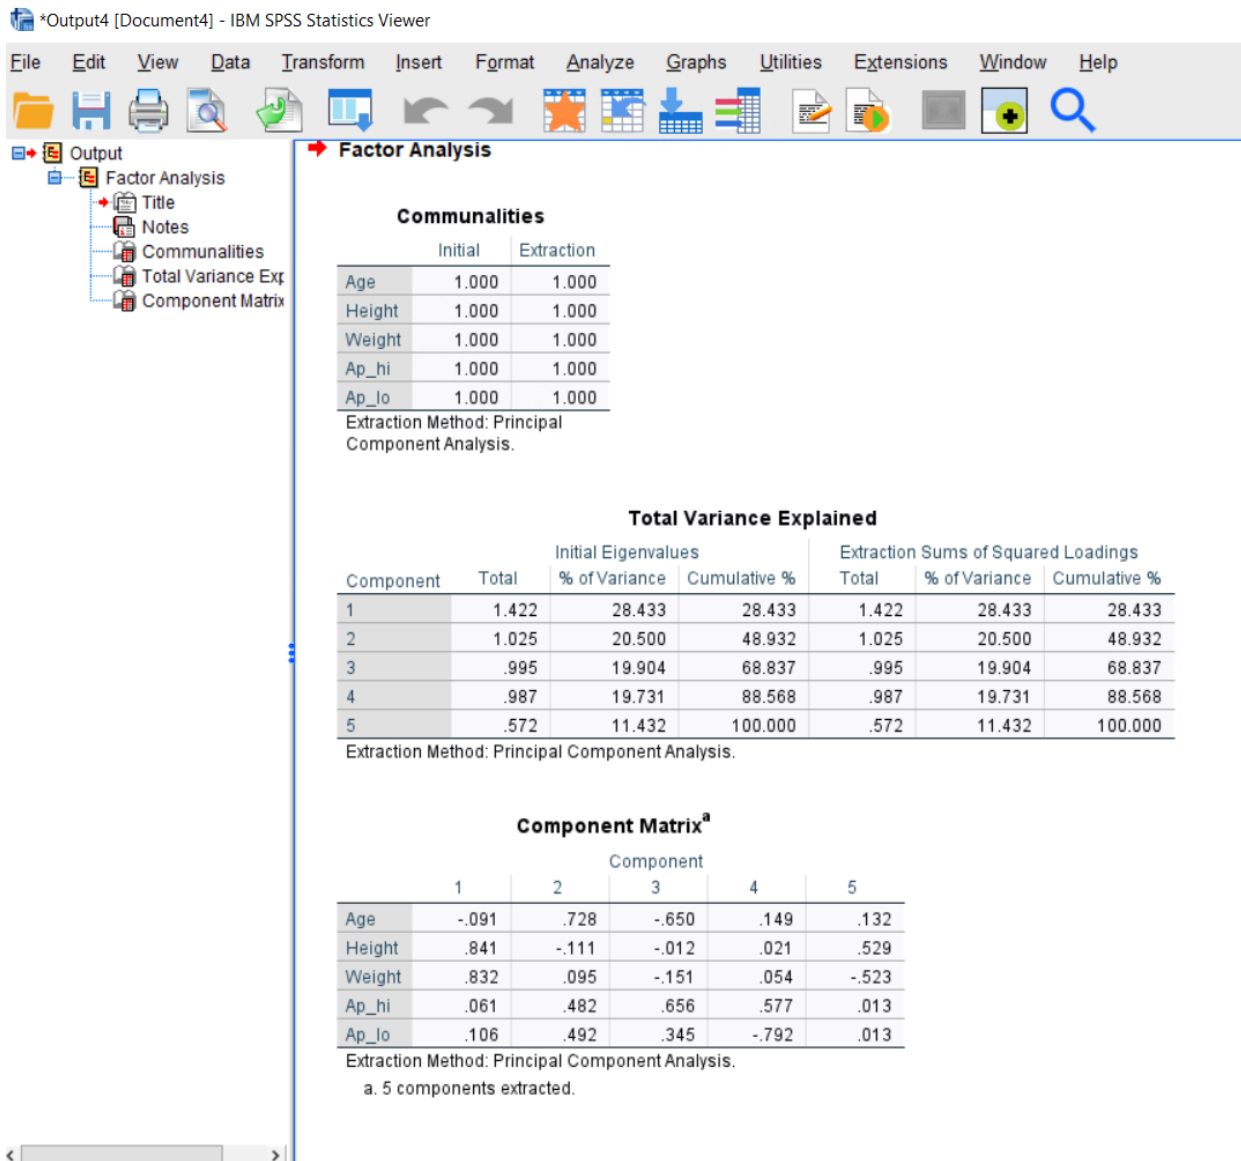 *Output4 [Document4] - IBM SPSS Statistics Viewer
File Edit View Data Transform Insert Format Analyze Graphs Utilities Extensions Window Help
Output
Factor Analysis
Title
Notes
Communalities
Total Variance Exp
Component Matrix
Factor Analysis
Communalities
Initial Extraction
Age 1.000 1.000
Height 1.000 1.000
Weight 1.000 1.000
Ap_hi 1.000 1.000
Ap_lo 1.000 1.000
Extraction Method: Principal
Component Analysis.
Total Variance Explained
Initial Eigenvalues Extraction Sums of Squared Loadings
Component Total % of Variance Cumulative % Total % of Variance Cumulative %
1 1.422 28.433 28.433 1.422 28.433 28.433
2 1.025 20.500 48.932 1.025 20.500 48.932
3 .995 19.904 68.837 .995 19.904 68.837
4 .987 19.731 88.568 .987 19.731 88.568
5 .572 11.432 100.000 .572 11.432 100.000
Extraction Method: Principal Component Analysis.
Component Matrixa
Component
1 2 3 4 5
Age -.091 .728 -.650 .149 .132
Height .841 -.111 -.012 .021 .529
Weight .832 .095 -.151 .054 -.523
Ap_hi .061 .482 .656 .577 .013
Ap_lo .106 .492 .345 -.792 .013
Extraction Method: Principal Component Analysis.
a. 5 components extracted.